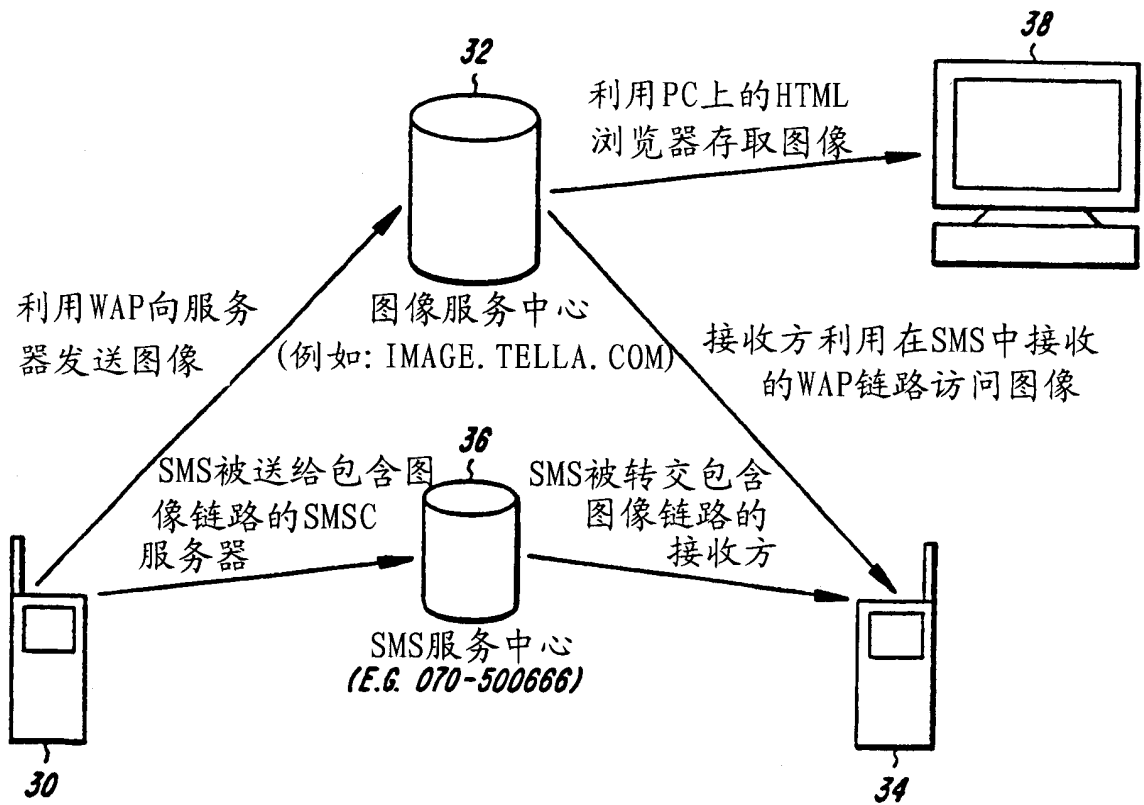 32
38
利用PC上的HTML
浏览器存取图像
利用WAP向服务
器发送图像
图像服务中心
(例如: IMAGE.TELLA.COM)
接收方利用在SMS中接收
的WAP链路访问图像
36
SMS被送给包含图
像链路的SMSC
服务器
SMS被转交包含
图像链路的
接收方
SMS服务中心
(E.G. 070-500666)
30
34